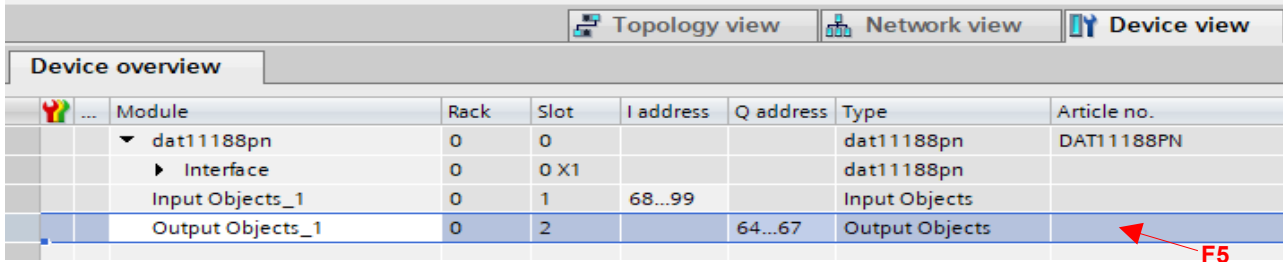 Topology view Network view Device view
Device overview
... Module Rack Slot I address Q address Type Article no.
dat11188pn 0 0 dat11188pn DAT11188PN
Interface 0 0 X1 dat11188pn
Input Objects_1 0 1 68...99 Input Objects
Output Objects_1 0 2 64...67 Output Objects
F5